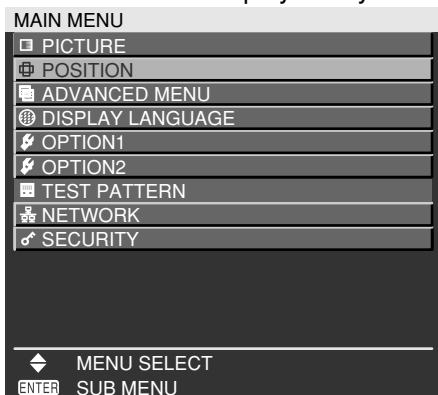 MAIN MENU
PICTURE
POSITION
ADVANCED MENU
DISPLAY LANGUAGE
OPTION1
OPTION2
TEST PATTERN
NETWORK
SECURITY
MENU SELECT
ENTER SUB MENU